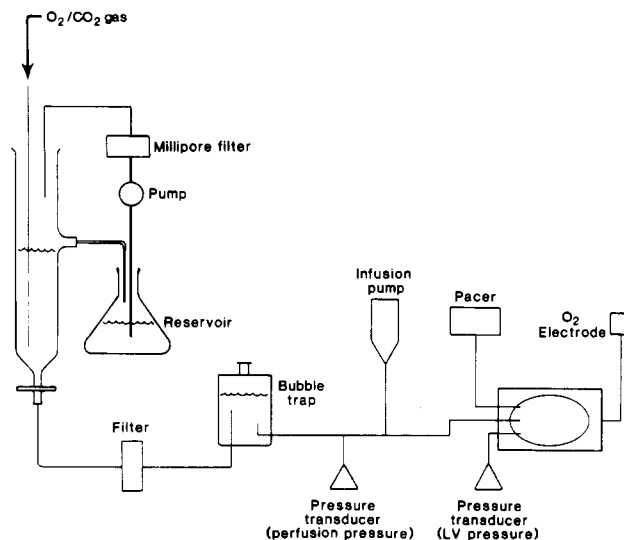 O2/CO2 gas
Millipore filter
Pump
Reservoir
Infusion
pump
Pacer
O2
Electrode
Bubble
trap
Filter
Pressure
transducer
(perfusion pressure)
Pressure
transducer
(LV pressure)